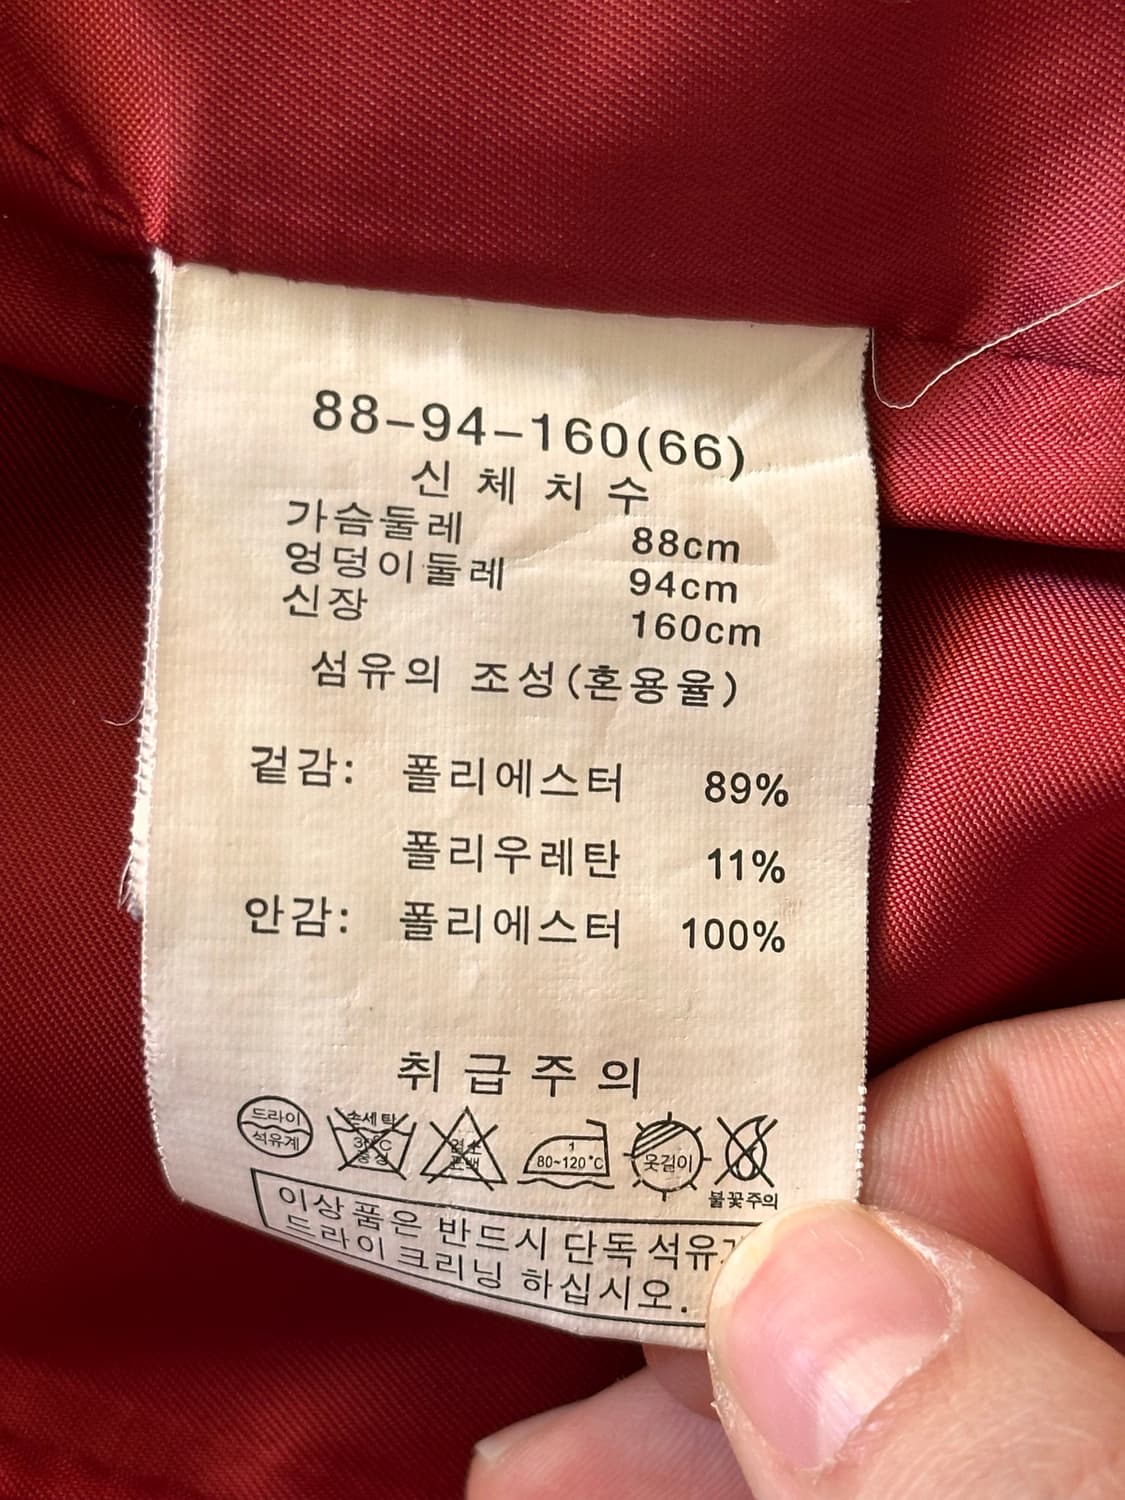 88-94-160(66)
신체치수
가슴둘레 88cm
엉덩이둘레 94cm
신장 160cm
섬유의 조성(혼용율)
겉감: 폴리에스터 89%
폴리우레탄 11%
안감: 폴리에스터 100%
취급주의
드라이
석유계
손세탁
30°C
중성
염소
표백
1
80~120°C
옷걸이
불꽃주의
이상품은 반드시 단독 석유
드라이 크리닝 하십시오.